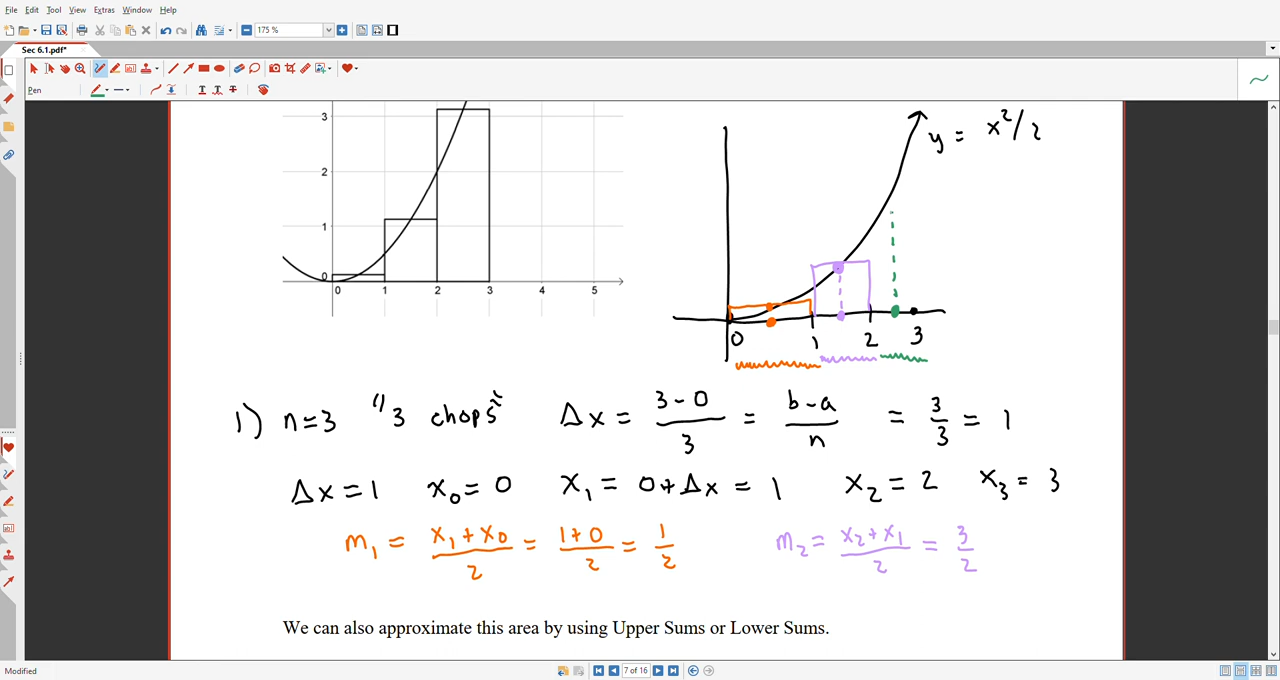 File Edit Tool View Extras Window Help
175 %
Sec 6.1.pdf*
Pen
3
2
1
0
0 1 2 3 4 5
y = x²/2
0 1 2 3
1) n=3 "3 chops" Δx = (3-0)/3 = (b-a)/n = 3/3 = 1
Δx = 1 x₀ = 0 x₁ = 0+Δx = 1 x₂ = 2 x₃ = 3
m₁ = (x₁+x₀)/2 = (1+0)/2 = 1/2 m₂ = (x₂+x₁)/2 = 3/2
We can also approximate this area by using Upper Sums or Lower Sums.
Modified 7 of 16